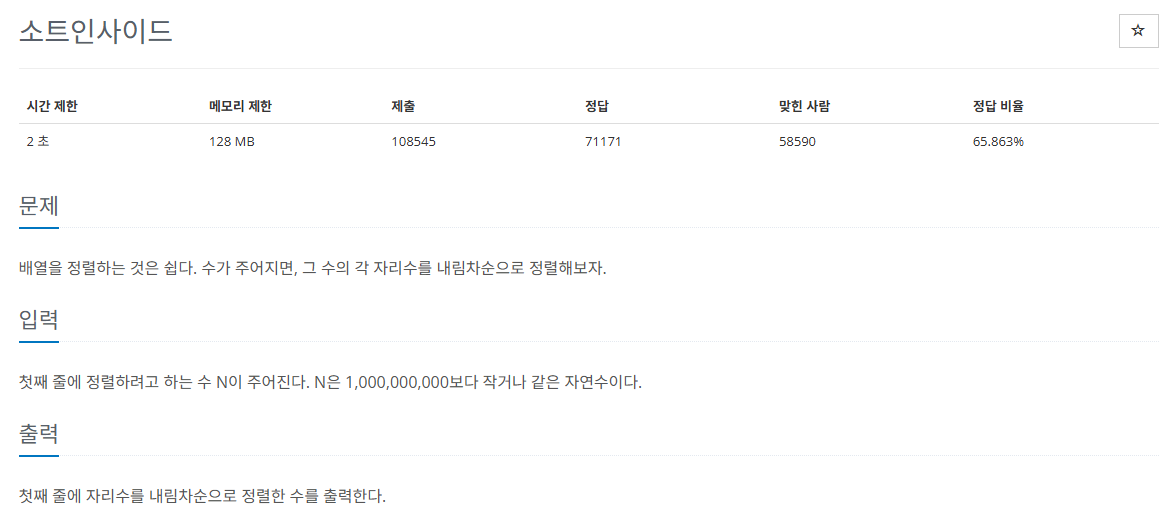 소트인사이드
☆
시간 제한 메모리 제한 제출 정답 맞힌 사람 정답 비율
2 초 128 MB 108545 71171 58590 65.863%
문제
배열을 정렬하는 것은 쉽다. 수가 주어지면, 그 수의 각 자리수를 내림차순으로 정렬해보자.
입력
첫째 줄에 정렬하려고 하는 수 N이 주어진다. N은 1,000,000,000보다 작거나 같은 자연수이다.
출력
첫째 줄에 자리수를 내림차순으로 정렬한 수를 출력한다.